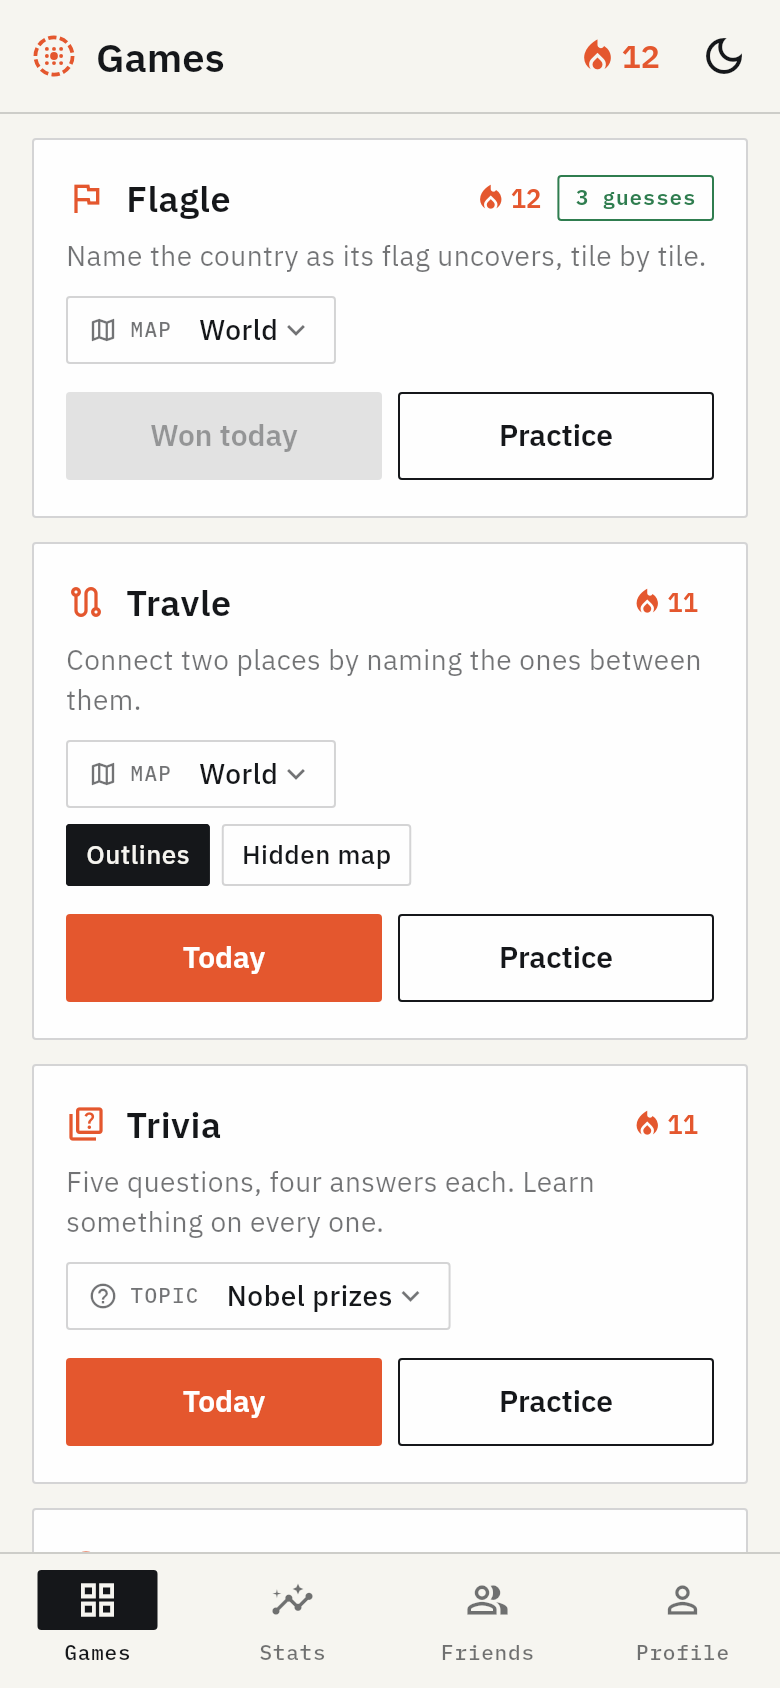 Games 12
Flagle 12 3 guesses
Name the country as its flag uncovers, tile by tile.
MAP World
Won today Practice
Travle 11
Connect two places by naming the ones between
them.
MAP World
Outlines Hidden map
Today Practice
Trivia 11
Five questions, four answers each. Learn
something on every one.
TOPIC Nobel prizes
Today Practice
Games Stats Friends Profile